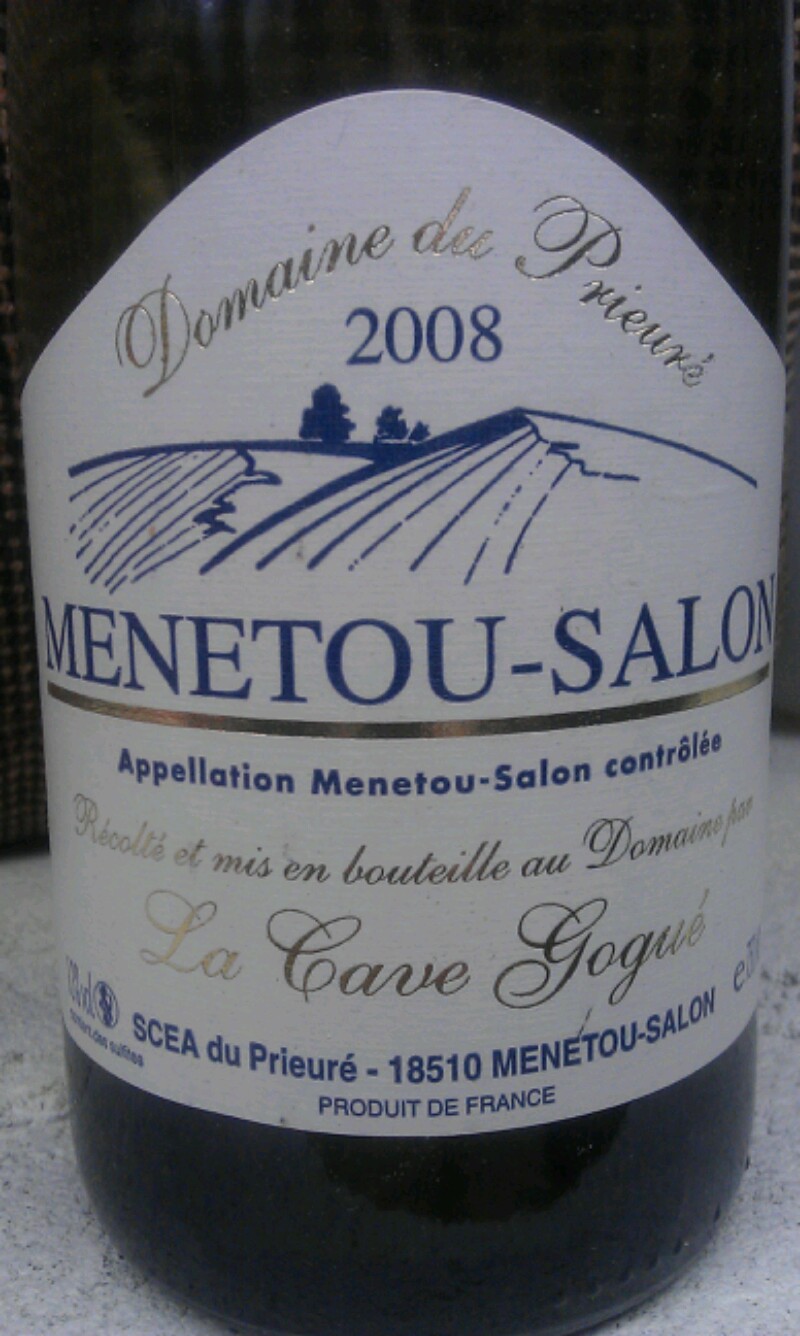 Domaine du Prieuré
2008
MENETOU-SALON
Appellation Menetou-Salon contrôlée
Récolté et mis en bouteille au Domaine par
La Cave Gogué
SCEA du Prieuré - 18510 MENETOU-SALON
PRODUIT DE FRANCE